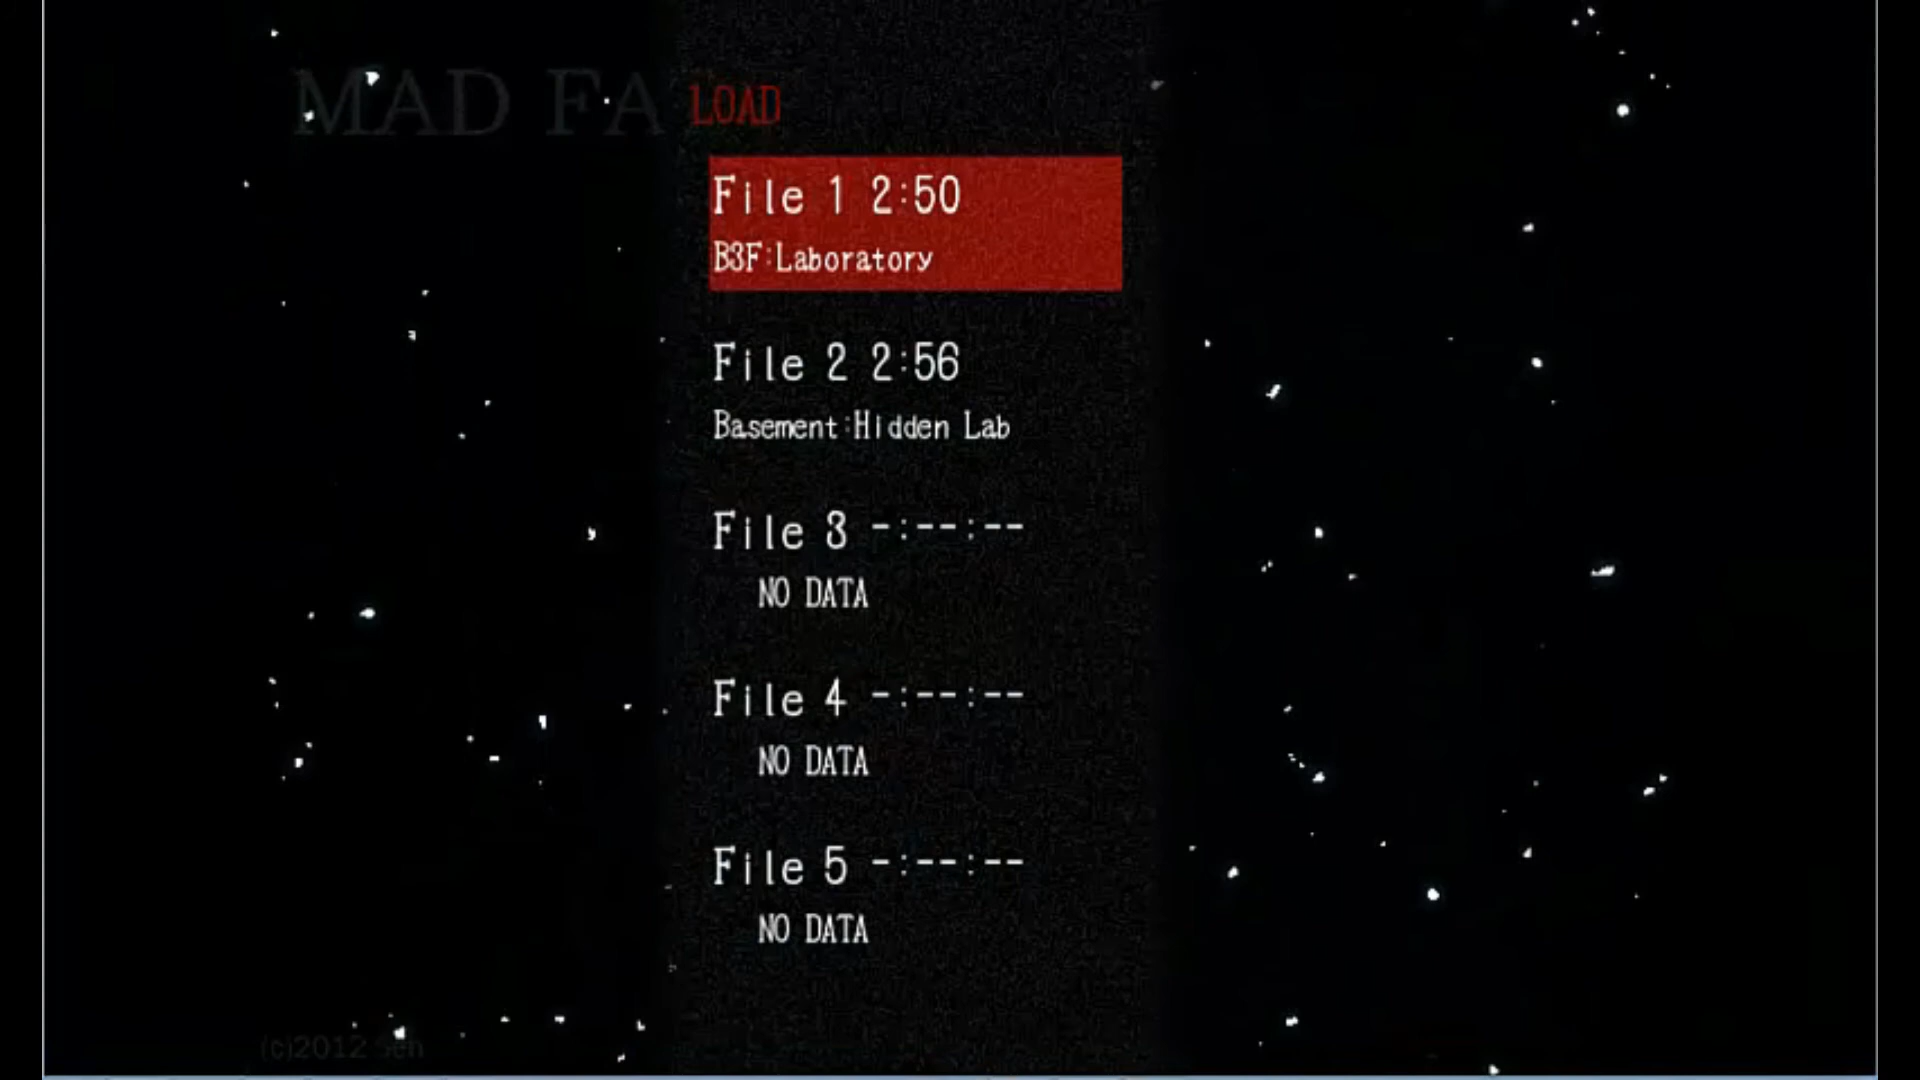 MAD FA
LOAD
File 1 2:50
B3F:Laboratory
File 2 2:56
Basement:Hidden Lab
File 3 -:--:--
NO DATA
File 4 -:--:--
NO DATA
File 5 -:--:--
NO DATA
(c)2012 Sen